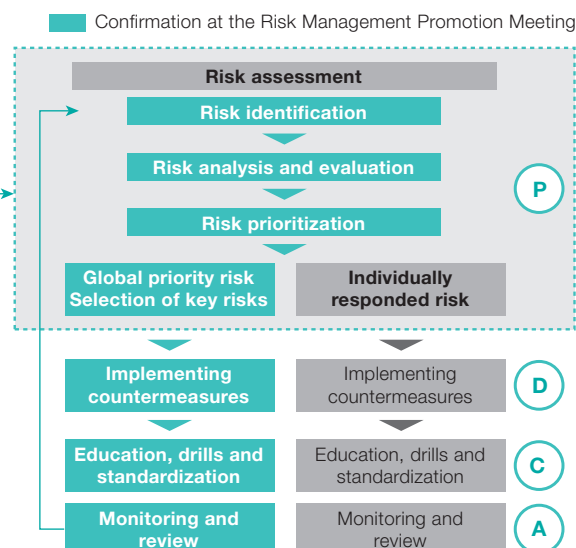 Confirmation at the Risk Management Promotion Meeting
Risk assessment
Risk identification
Risk analysis and evaluation
P
Risk prioritization
Global priority risk
Selection of key risks
Individually
responded risk
Implementing
countermeasures
Implementing
countermeasures
D
Education, drills and
standardization
Education, drills and
standardization
C
Monitoring and
review
Monitoring and
review
A